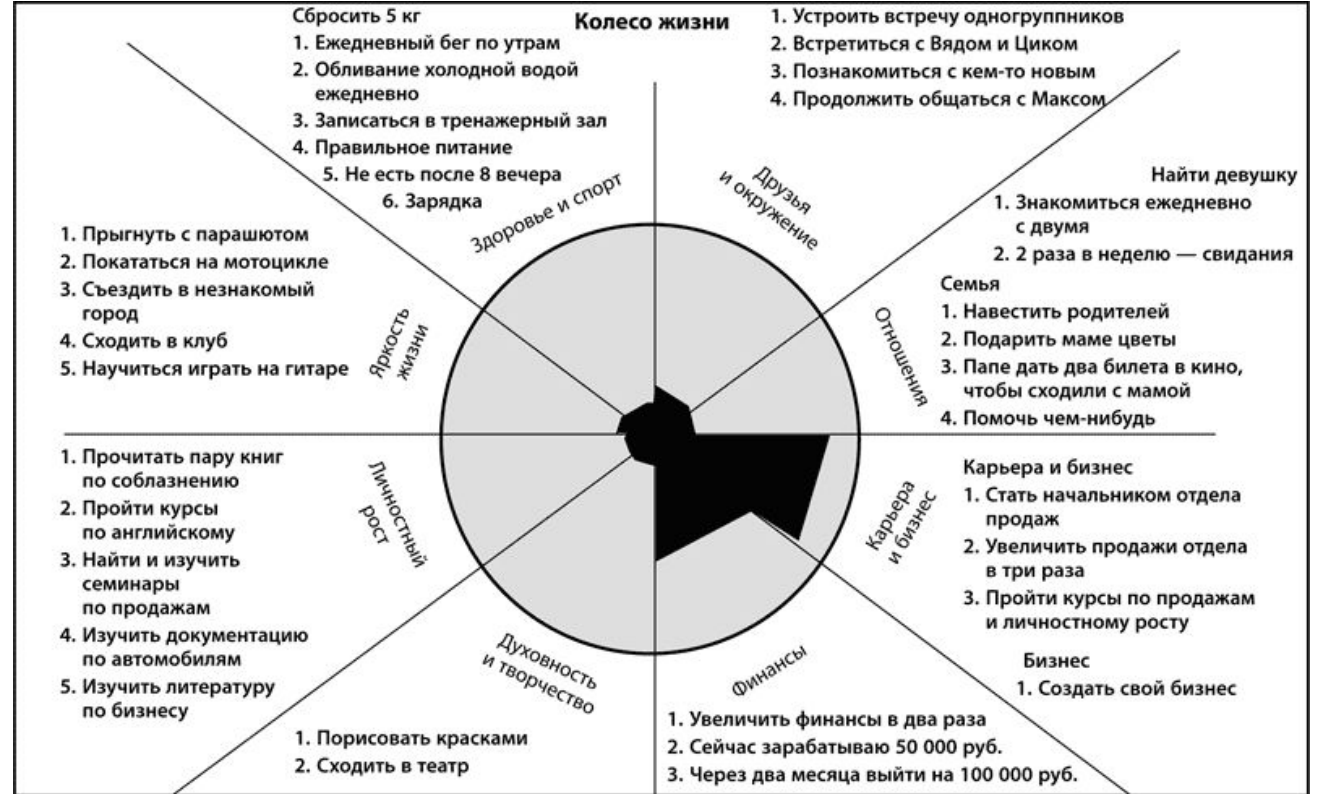 Колесо жизни
Сбросить 5 кг
1. Ежедневный бег по утрам
2. Обливание холодной водой
ежедневно
3. Записаться в тренажерный зал
4. Правильное питание
5. Не есть после 8 вечера
6. Зарядка
Здоровье и спорт
1. Устроить встречу одногруппников
2. Встретиться с Вядом и Циком
3. Познакомиться с кем-то новым
4. Продолжить общаться с Максом
Друзья
и окружение
Найти девушку
1. Знакомиться ежедневно
с двумя
2. 2 раза в неделю — свидания
Семья
1. Навестить родителей
2. Подарить маме цветы
3. Папе дать два билета в кино,
чтобы сходили с мамой
4. Помочь чем-нибудь
Отношения
Карьера и бизнес
1. Стать начальником отдела
продаж
2. Увеличить продажи отдела
в три раза
3. Пройти курсы по продажам
и личностному росту
Бизнес
1. Создать свой бизнес
Карьера
и бизнес
Финансы
1. Увеличить финансы в два раза
2. Сейчас зарабатываю 50 000 руб.
3. Через два месяца выйти на 100 000 руб.
Духовность
и творчество
1. Порисовать красками
2. Сходить в театр
Личностный
рост
1. Прочитать пару книг
по соблазнению
2. Пройти курсы
по английскому
3. Найти и изучить
семинары
по продажам
4. Изучить документацию
по автомобилям
5. Изучить литературу
по бизнесу
Яркость
жизни
1. Прыгнуть с парашютом
2. Покататься на мотоцикле
3. Съездить в незнакомый
город
4. Сходить в клуб
5. Научиться играть на гитаре